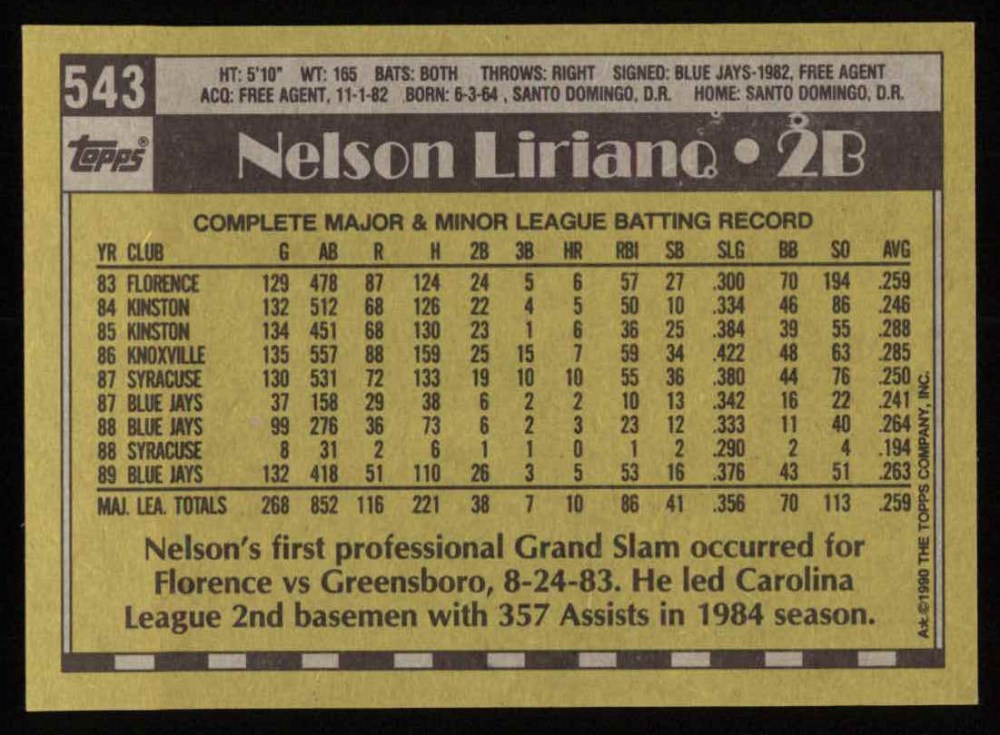 543
HT: 5'10" WT: 165 BATS: BOTH THROWS: RIGHT SIGNED: BLUE JAYS-1982, FREE AGENT
ACQ: FREE AGENT, 11-1-82 BORN: 6-3-64 , SANTO DOMINGO, D.R. HOME: SANTO DOMINGO, D.R.
topps®
Nelson Liriano • 2B
COMPLETE MAJOR & MINOR LEAGUE BATTING RECORD
YR CLUB G AB R H 2B 3B HR RBI SB SLG BB SO AVG
83 FLORENCE 129 478 87 124 24 5 6 57 27 .300 70 194 .259
84 KINSTON 132 512 68 126 22 4 5 50 10 .334 46 86 .246
85 KINSTON 134 451 68 130 23 1 6 36 25 .384 39 55 .288
86 KNOXVILLE 135 557 88 159 25 15 7 59 34 .422 48 63 .285
87 SYRACUSE 130 531 72 133 19 10 10 55 36 .380 44 76 .250
87 BLUE JAYS 37 158 29 38 6 2 2 10 13 .342 16 22 .241
88 BLUE JAYS 99 276 36 73 6 2 3 23 12 .333 11 40 .264
88 SYRACUSE 8 31 2 6 1 1 0 1 2 .290 2 4 .194
89 BLUE JAYS 132 418 51 110 26 3 5 53 16 .376 43 51 .263
MAJ. LEA. TOTALS 268 852 116 221 38 7 10 86 41 .356 70 113 .259
Nelson's first professional Grand Slam occurred for
Florence vs Greensboro, 8-24-83. He led Carolina
League 2nd basemen with 357 Assists in 1984 season.
A*©1990 THE TOPPS COMPANY, INC.